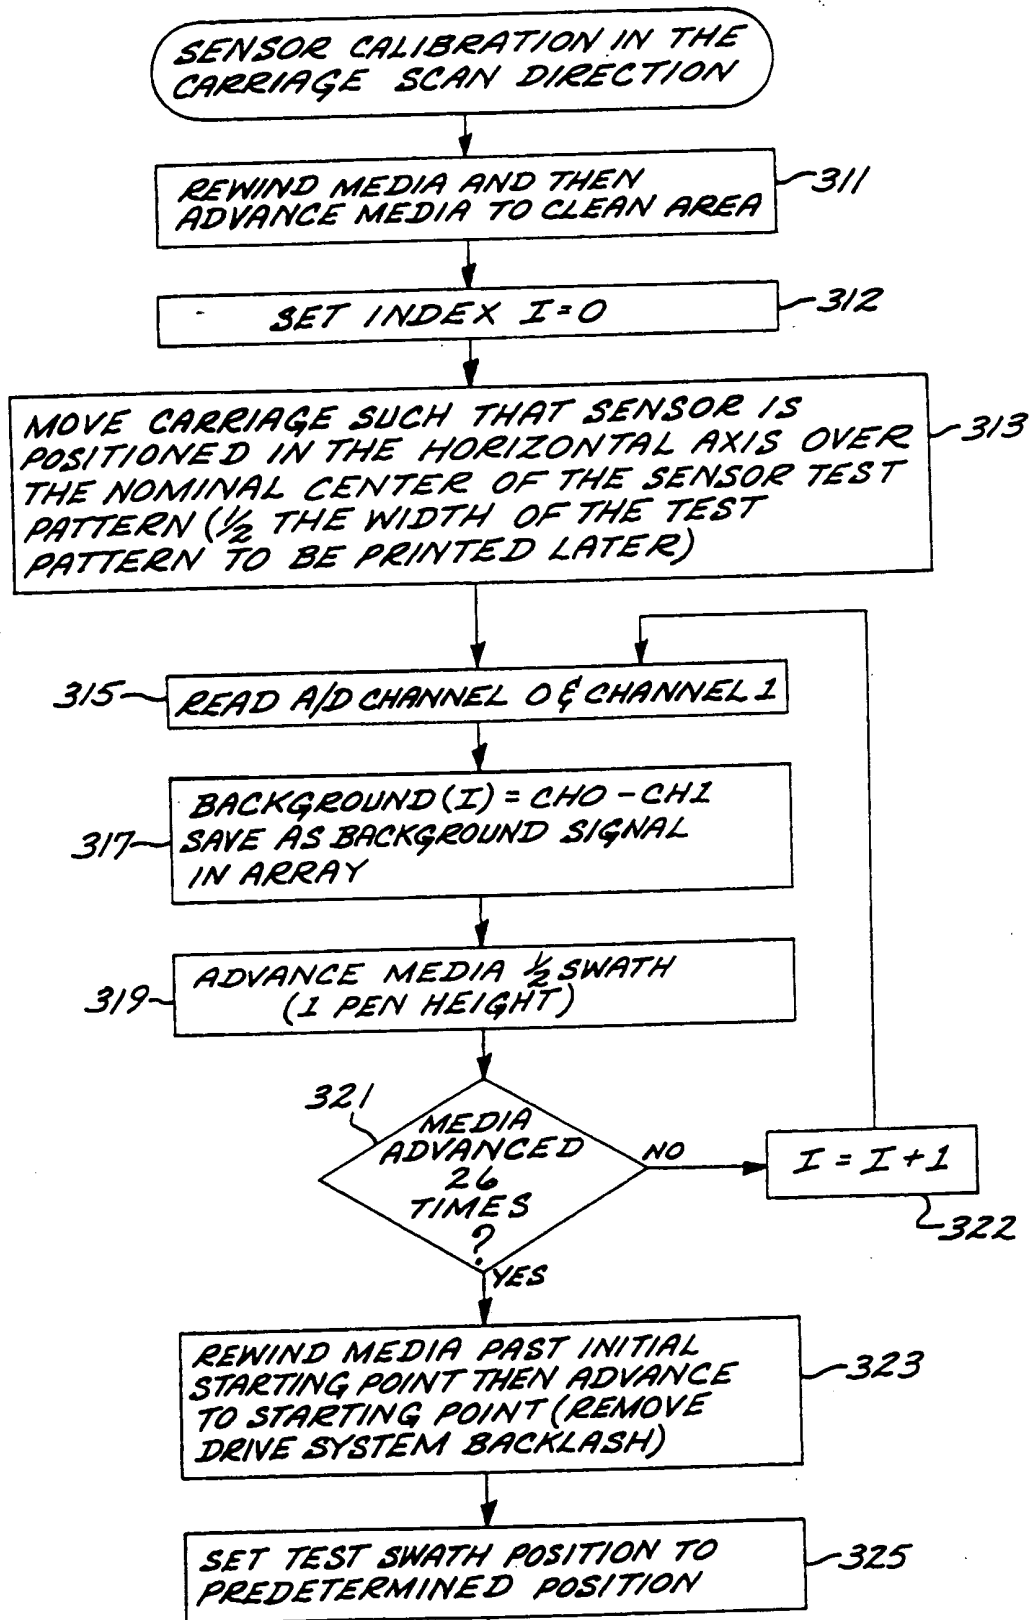 SENSOR CALIBRATION IN THE
CARRIAGE SCAN DIRECTION
REWIND MEDIA AND THEN
ADVANCE MEDIA TO CLEAN AREA
311
SET INDEX I=0
312
MOVE CARRIAGE SUCH THAT SENSOR IS
POSITIONED IN THE HORIZONTAL AXIS OVER
THE NOMINAL CENTER OF THE SENSOR TEST
PATTERN (1/2 THE WIDTH OF THE TEST
PATTERN TO BE PRINTED LATER)
313
315
READ A/D CHANNEL 0 & CHANNEL 1
317
BACKGROUND (I) = CH0 - CH1
SAVE AS BACKGROUND SIGNAL
IN ARRAY
319
ADVANCE MEDIA 1/2 SWATH
(1 PEN HEIGHT)
321
MEDIA
ADVANCED
26
TIMES
?
NO
I = I + 1
322
YES
REWIND MEDIA PAST INITIAL
STARTING POINT THEN ADVANCE
TO STARTING POINT (REMOVE
DRIVE SYSTEM BACKLASH)
323
SET TEST SWATH POSITION TO
PREDETERMINED POSITION
325